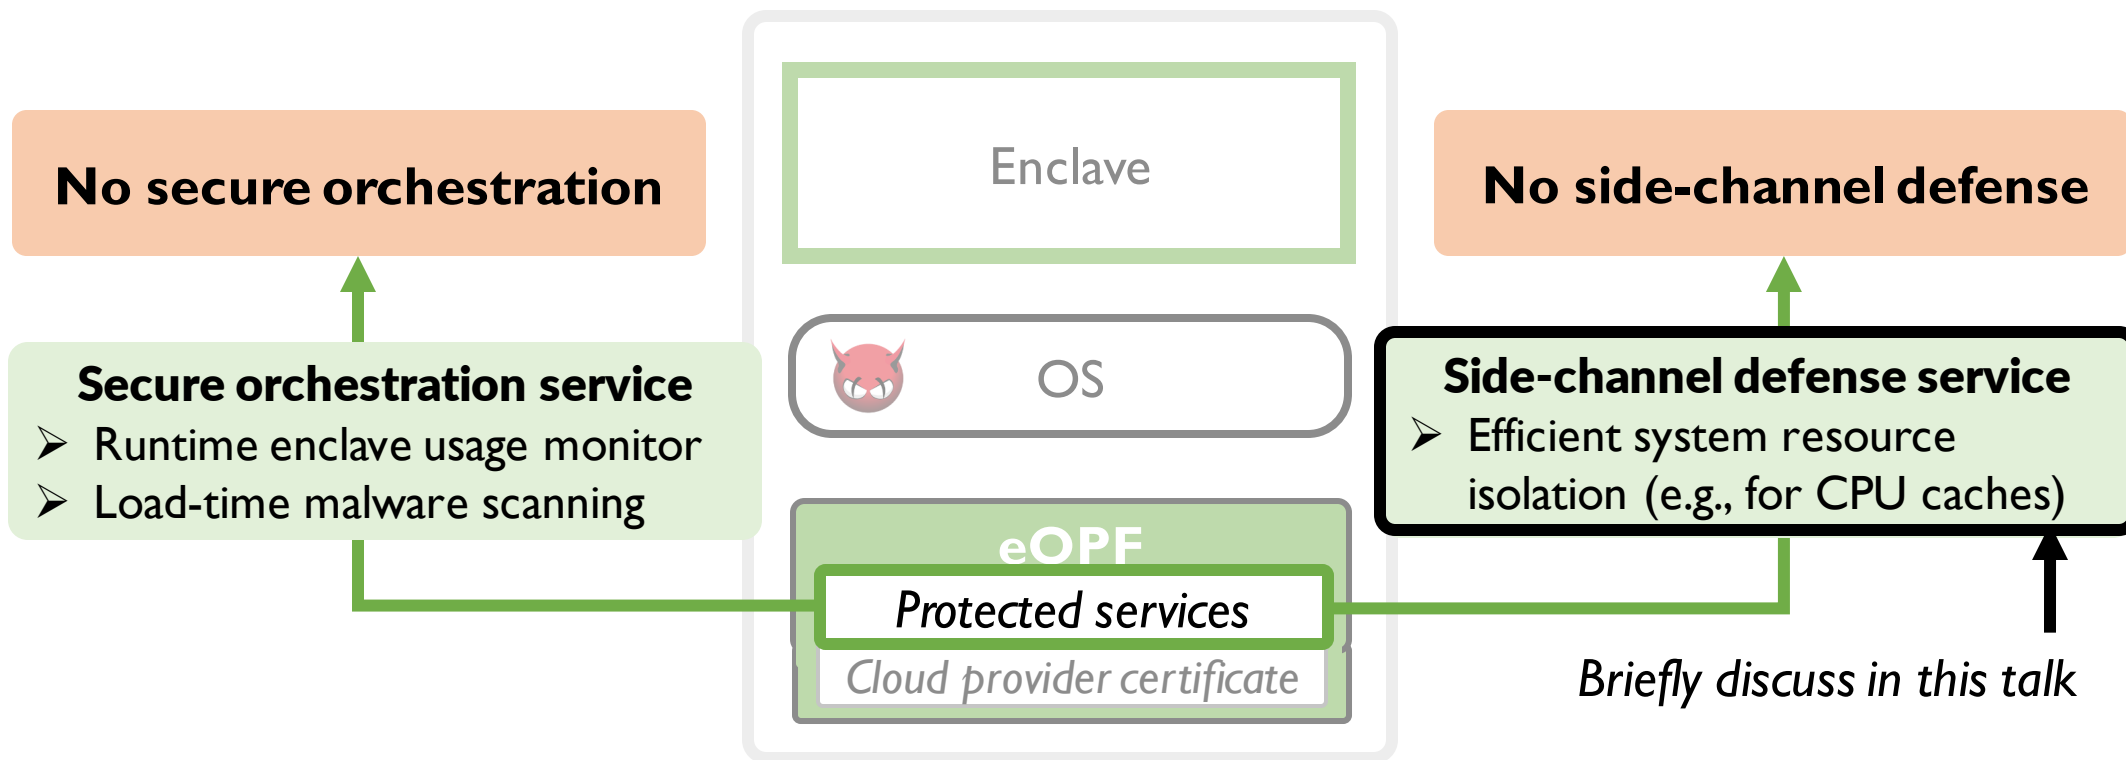 No secure orchestration
Secure orchestration service
➢ Runtime enclave usage monitor
➢ Load-time malware scanning
Enclave
OS
eOPF
Protected services
Cloud provider certificate
No side-channel defense
Side-channel defense service
➢ Efficient system resource
isolation (e.g., for CPU caches)
Briefly discuss in this talk